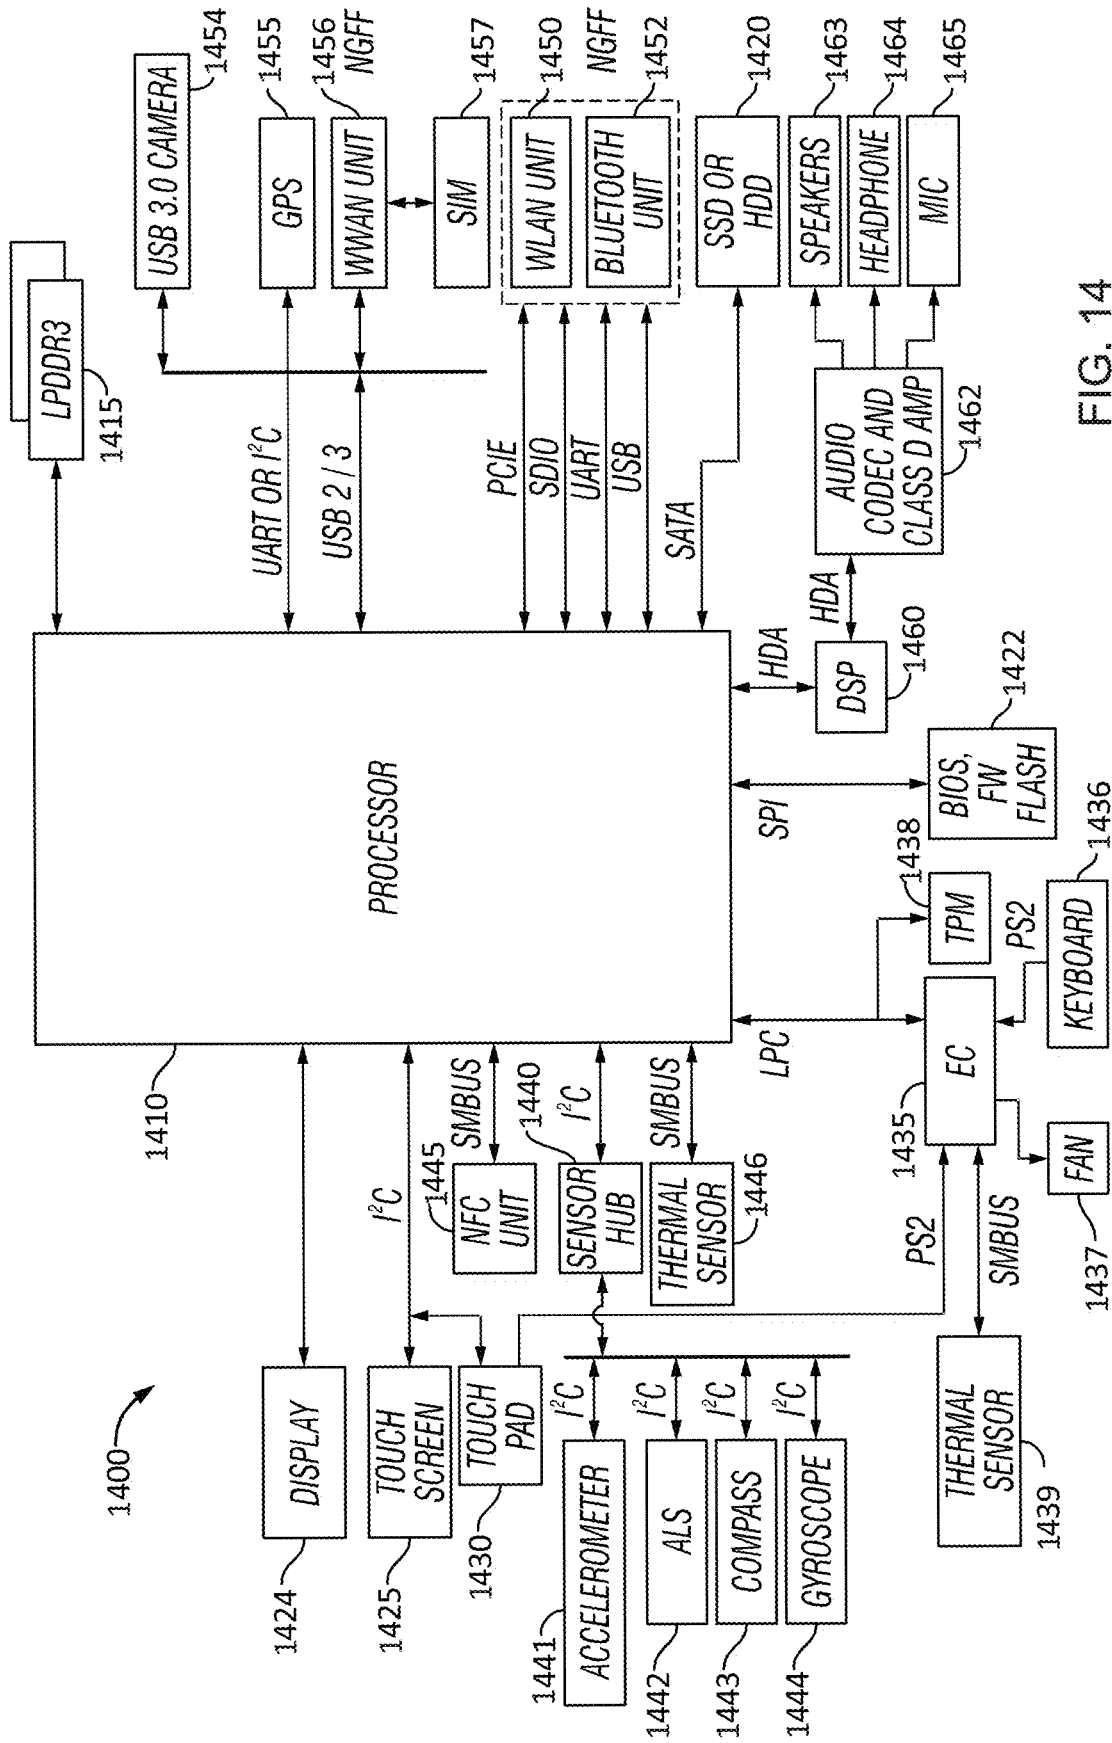 1400
DISPLAY
1424
TOUCH
SCREEN
1425
TOUCH
PAD
1430
I²C
1410
PROCESSOR
LPDDR3
1415
USB 3.0 CAMERA
1454
UART OR I²C
GPS
1455
USB 2 / 3
WWAN UNIT
1456
NGFF
SIM
1457
PCIE
SDIO
UART
USB
WLAN UNIT
1450
NGFF
BLUETOOTH
UNIT
1452
SATA
SSD OR
HDD
1420
NFC
UNIT
1445
SMBUS
SENSOR
HUB
1440
I²C
THERMAL
SENSOR
1446
SMBUS
ACCELEROMETER
1441
I²C
ALS
1442
I²C
COMPASS
1443
I²C
GYROSCOPE
1444
I²C
LPC
SPI
HDA
DSP
1460
HDA
AUDIO
CODEC AND
CLASS D AMP
1462
SPEAKERS
1463
HEADPHONE
1464
MIC
1465
THERMAL
SENSOR
1439
PS2
SMBUS
1435
EC
TPM
1438
BIOS,
FW
FLASH
1422
FAN
1437
PS2
KEYBOARD
1436
FIG. 14